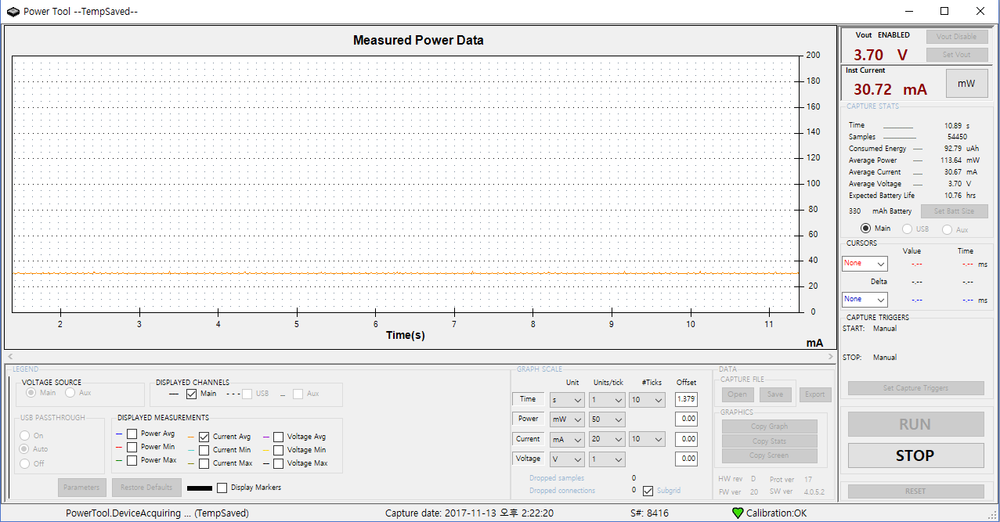 Power Tool --TempSaved--
Measured Power Data
200
180
160
140
120
100
80
60
40
20
0
2 3 4 5 6 7 8 9 10 11
Time(s)
mA
Vout ENABLED
3.70 V
Vout Disable
Set Vout
Inst Current
30.72 mA
mW
CAPTURE STATS
Time 10.89 s
Samples 54450
Consumed Energy 92.79 uAh
Average Power 113.64 mW
Average Current 30.67 mA
Average Voltage 3.70 V
Expected Battery Life 10.76 hrs
330 mAh Battery Set Batt Size
Main USB Aux
CURSORS
Value Time
None -.-- -.-- ms
Delta -.-- -.--
None -.-- -.-- ms
CAPTURE TRIGGERS
START: Manual
STOP: Manual
Set Capture Triggers
RUN
STOP
RESET
LEGEND
VOLTAGE SOURCE
Main Aux
DISPLAYED CHANNELS
Main USB Aux
USB PASSTHROUGH
On
Auto
Off
DISPLAYED MEASUREMENTS
Power Avg Current Avg Voltage Avg
Power Min Current Min Voltage Min
Power Max Current Max Voltage Max
Parameters Restore Defaults Display Markers
GRAPH SCALE
Unit Units/tick #Ticks Offset
Time s 1 10 1.379
Power mW 50 0.00
Current mA 20 10 0.00
Voltage V 1 0.00
Dropped samples 0
Dropped connections 0 Subgrid
DATA
CAPTURE FILE
Open Save Export
GRAPHICS
Copy Graph
Copy Stats
Copy Screen
HW rev D Prot ver 17
FW ver 20 SW ver 4.0.5.2
PowerTool.DeviceAcquiring ... (TempSaved) Capture date: 2017-11-13 오후 2:22:20 S#: 8416 Calibration:OK